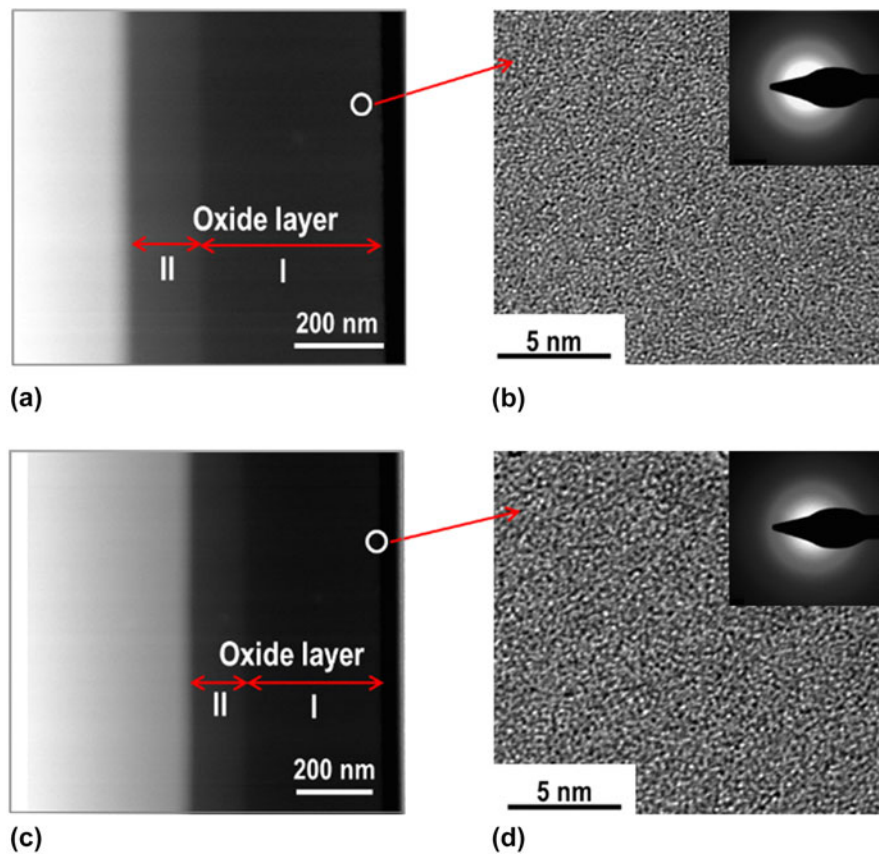 Oxide layer
II
I
200 nm
(a)
5 nm
(b)
Oxide layer
II
I
200 nm
(c)
5 nm
(d)